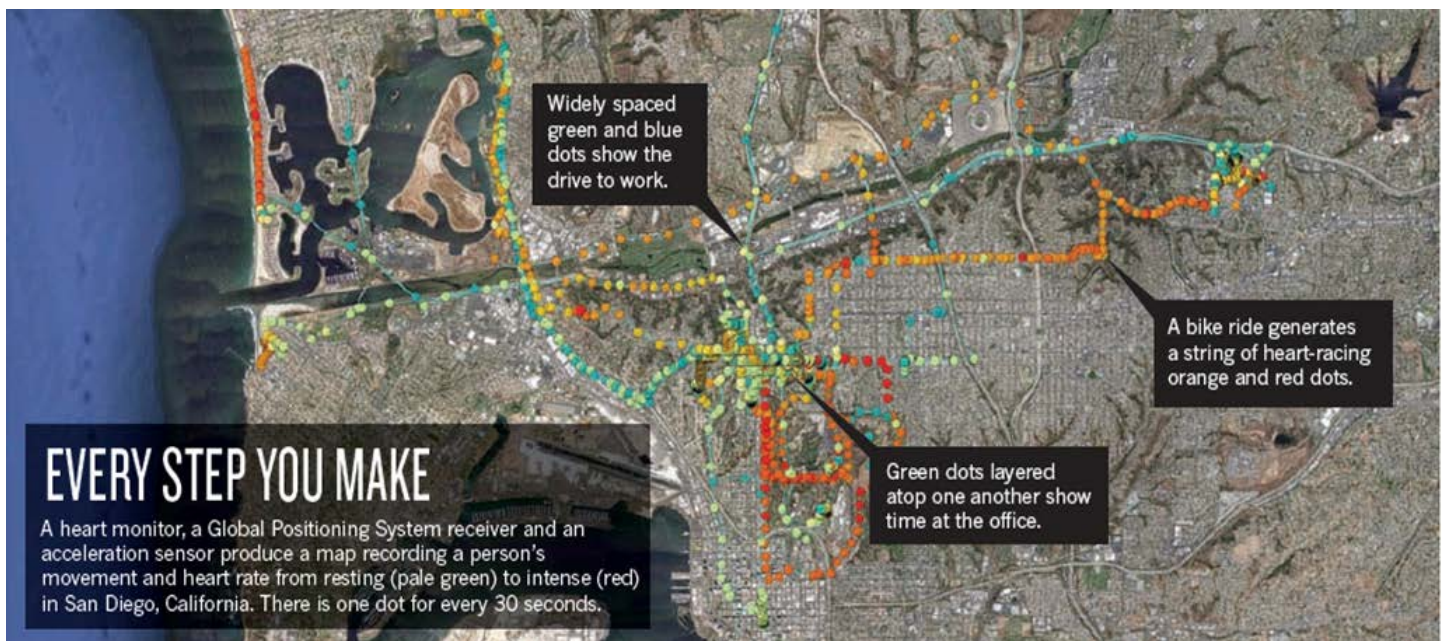 Widely spaced
green and blue
dots show the
drive to work.
A bike ride generates
a string of heart-racing
orange and red dots.
Green dots layered
atop one another show
time at the office.
EVERY STEP YOU MAKE
A heart monitor, a Global Positioning System receiver and an
acceleration sensor produce a map recording a person's
movement and heart rate from resting (pale green) to intense (red)
in San Diego, California. There is one dot for every 30 seconds.